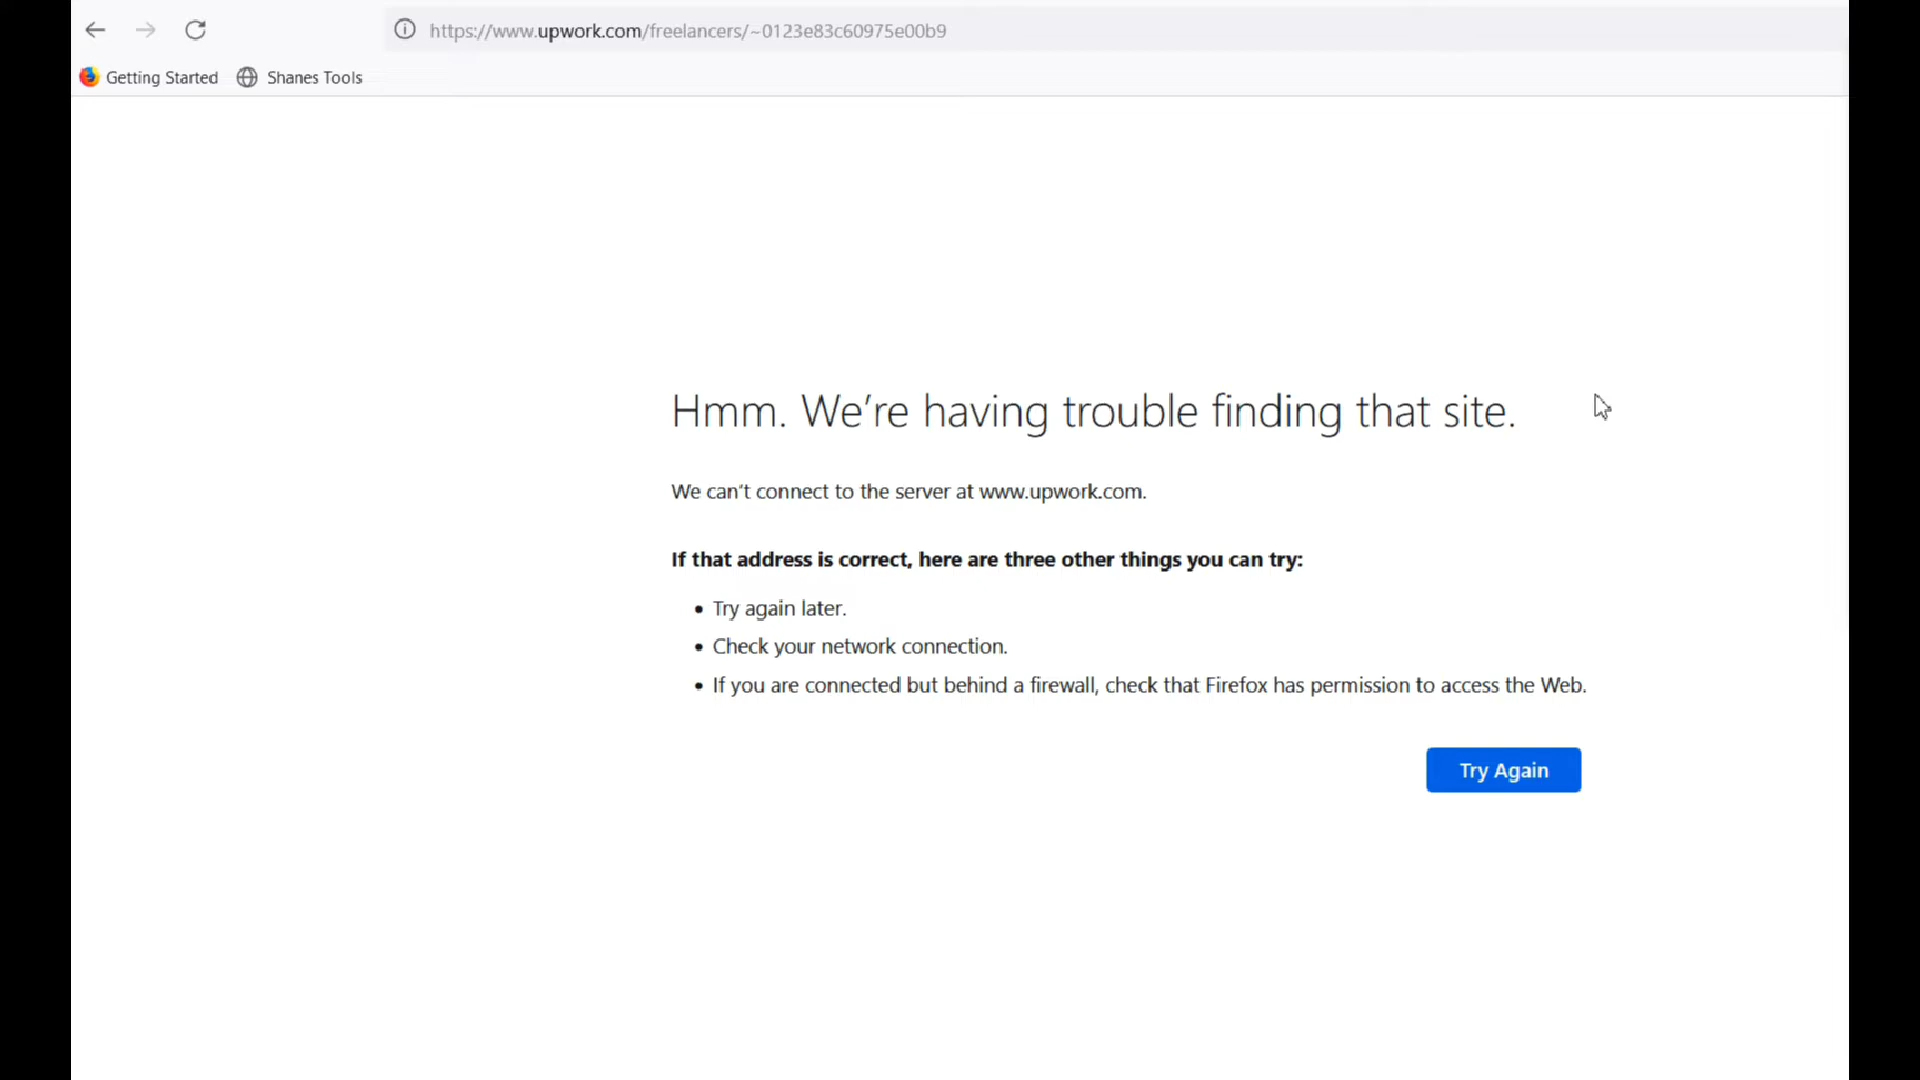 https://www.upwork.com/freelancers/~0123e83c60975e00b9
Getting Started Shanes Tools
Hmm. We’re having trouble finding that site.
We can’t connect to the server at www.upwork.com.
If that address is correct, here are three other things you can try:
• Try again later.
• Check your network connection.
• If you are connected but behind a firewall, check that Firefox has permission to access the Web.
Try Again